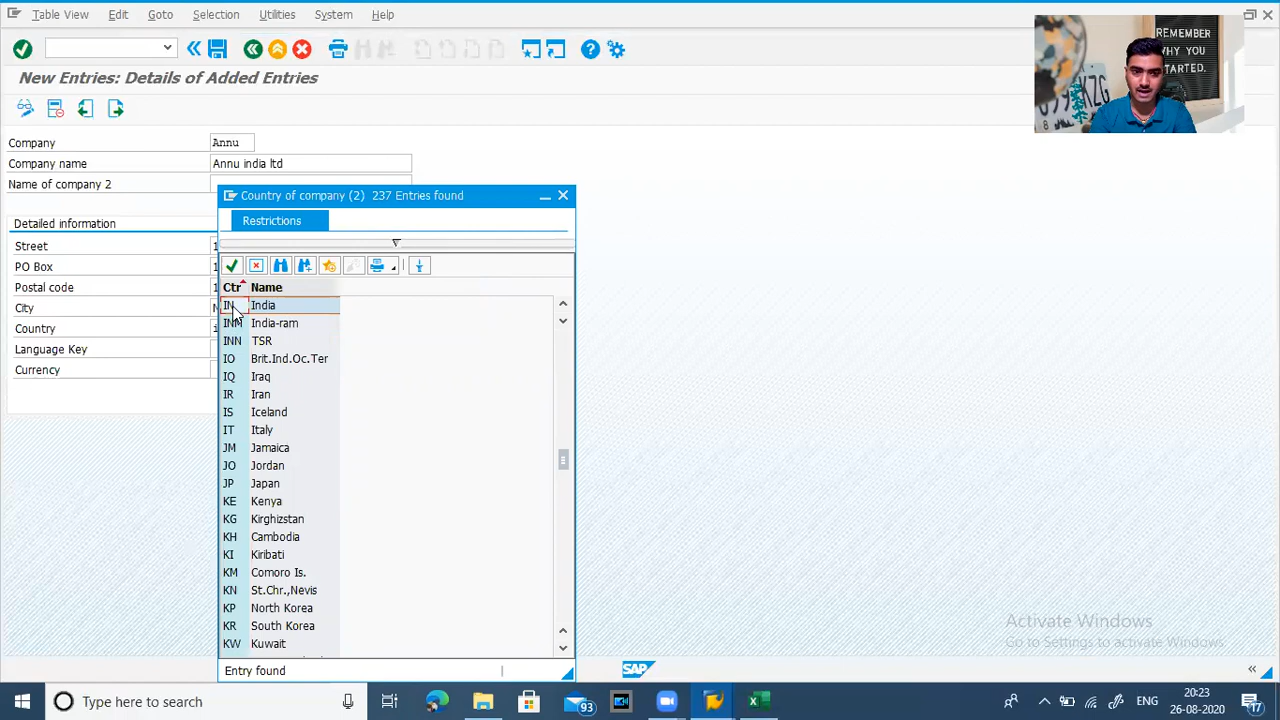 Table View Edit Goto Selection Utilities System Help
New Entries: Details of Added Entries
REMEMBER
WHY YOU
STARTED.
Company Annu
Company name Annu india ltd
Name of company 2
Country of company (2) 237 Entries found
Restrictions
Detailed information
Street 1
PO Box 1
Postal code 1
City
Country i
Language Key
Currency
Ctr Name
IN India
INM India-ram
INN TSR
IO Brit.Ind.Oc.Ter
IQ Iraq
IR Iran
IS Iceland
IT Italy
JM Jamaica
JO Jordan
JP Japan
KE Kenya
KG Kirghizstan
KH Cambodia
KI Kiribati
KM Comoro Is.
KN St.Chr.,Nevis
KP North Korea
KR South Korea
KW Kuwait
Entry found
Activate Windows
Go to Settings to activate Windows.
SAP
Type here to search
93
ENG
20:23
26-08-2020
17